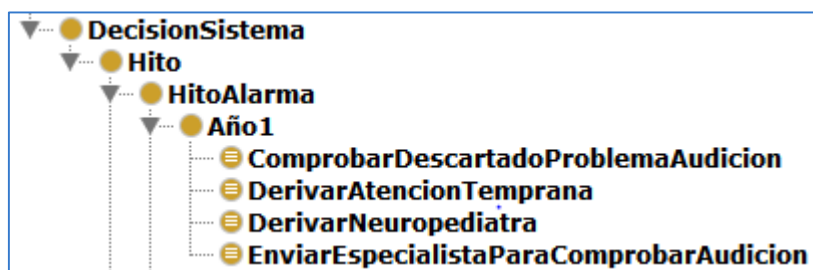 DecisionSistema
Hito
HitoAlarma
Año1
ComprobarDescartadoProblemaAudicion
DerivarAtencionTemprana
DerivarNeuropediatra
EnviarEspecialistaParaComprobarAudicion